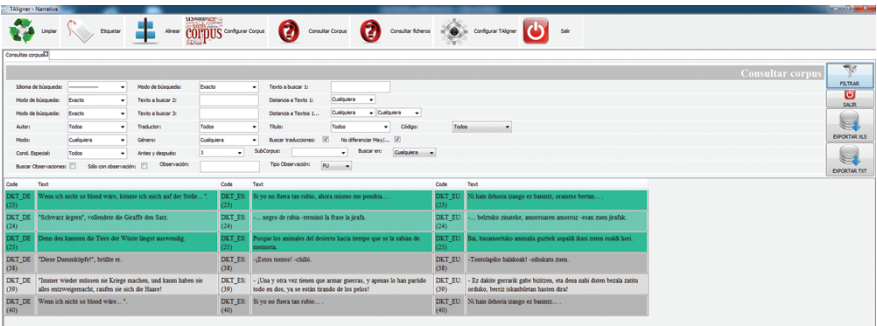 TAligner - Narrativa
Limpiar Etiquetar Alinear CORPUS Configurar Corpus Consultar Corpus Consultar ficheros Configurar TAligner Salir
Consultas corpus
Consultar corpus
Idioma de búsqueda: ---------------- Modo de búsqueda: Exacto Texto a buscar 1:
Modo de búsqueda: Exacto Texto a buscar 2: Distancia a Texto 1: Cualquiera
Modo de búsqueda: Exacto Texto a buscar 3: Distancia a Textos 1... Cualquiera Cualquiera
Autor: Todos Traductor: Todos Título: Todos Código: Todos
Modo: Cualquiera Género: Cualquiera Buscar traducciones: No diferenciar May/...
Cond. Especial: Todos Antes y después: 1 SubCorpus: Buscar en: Cualquiera
Buscar Observaciones: Sólo con observación: Observación: Tipo Observación: PU
FILTRAR
SALIR
EXPORTAR XLS
EXPORTAR TXT
Code Text Code Text Code Text
DKT_DE (23) Wenn ich nicht so blond wäre, könnte ich mich auf der Stelle... ". DKT_ES (23) Si yo no fuera tan rubio, ahora mismo me pondría... . DKT_EU (23) Ni hain ilehoria izango ez banintz, oraintxe bertan... .
DKT_DE (24) "Schwarz ärgern", vollendete die Giraffe den Satz. DKT_ES (24) -... negro de rabia -terminó la frase la jirafa. DKT_EU (24) -... beltzuko zinateke, amorruaren amorruz -esan zuen jirafak.
DKT_DE (25) Denn den kannten die Tiere der Wüste längst auswendig. DKT_ES (25) Porque los animales del desierto hacía tiempo que se la sabían de memoria. DKT_EU (25) Bai, basamortuko animalia guztiek aspaldi ikasi zuten esaldi hori.
DKT_DE (38) "Diese Dummköpfe!", brüllte er. DKT_ES (38) -¡Estos tontos! -chilló. DKT_EU (38) -Tontolapiko halakoak! -oihukatu zuen.
DKT_DE (39) "Immer wieder müssen sie Kriege machen, und kaum haben sie alles entzweigemacht, raufen sie sich die Haare! DKT_ES (39) - ¡Una y otra vez tienen que armar guerras, y apenas lo han partido todo en dos, ya se están tirando de los pelos! DKT_EU (39) - Ez dakite gerrarik gabe bizitzen, eta dena nahi duten bezala zatitu orduko, berriz iskanbiletan hasten dira!
DKT_DE (40) Wenn ich nicht so blond wäre... ". DKT_ES (40) Si yo no fuera tan rubio... . DKT_EU (40) Ni hain ilehoria izango ez banintz... .